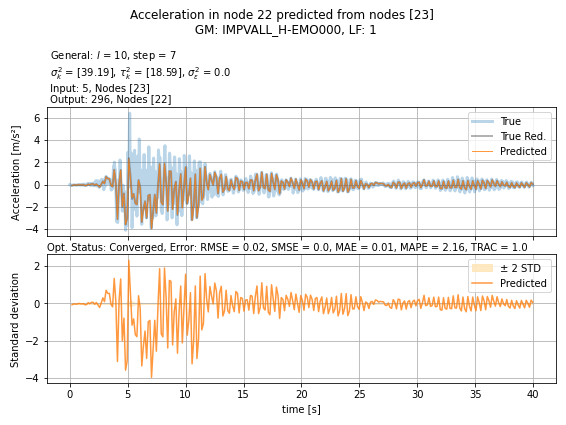 Acceleration in node 22 predicted from nodes [23]
GM: IMPVALL_H-EMO000, LF: 1
General: l = 10, step = 7
σ²ₖ = [39.19], τ²ₖ = [18.59], σ²ε = 0.0
Input: 5, Nodes [23]
Output: 296, Nodes [22]
Acceleration [m/s²]
6
4
2
0
−2
−4
True
True Red.
Predicted
Opt. Status: Converged, Error: RMSE = 0.02, SMSE = 0.0, MAE = 0.01, MAPE = 2.16, TRAC = 1.0
Standard deviation
2
0
−2
−4
± 2 STD
Predicted
0 5 10 15 20 25 30 35 40
time [s]